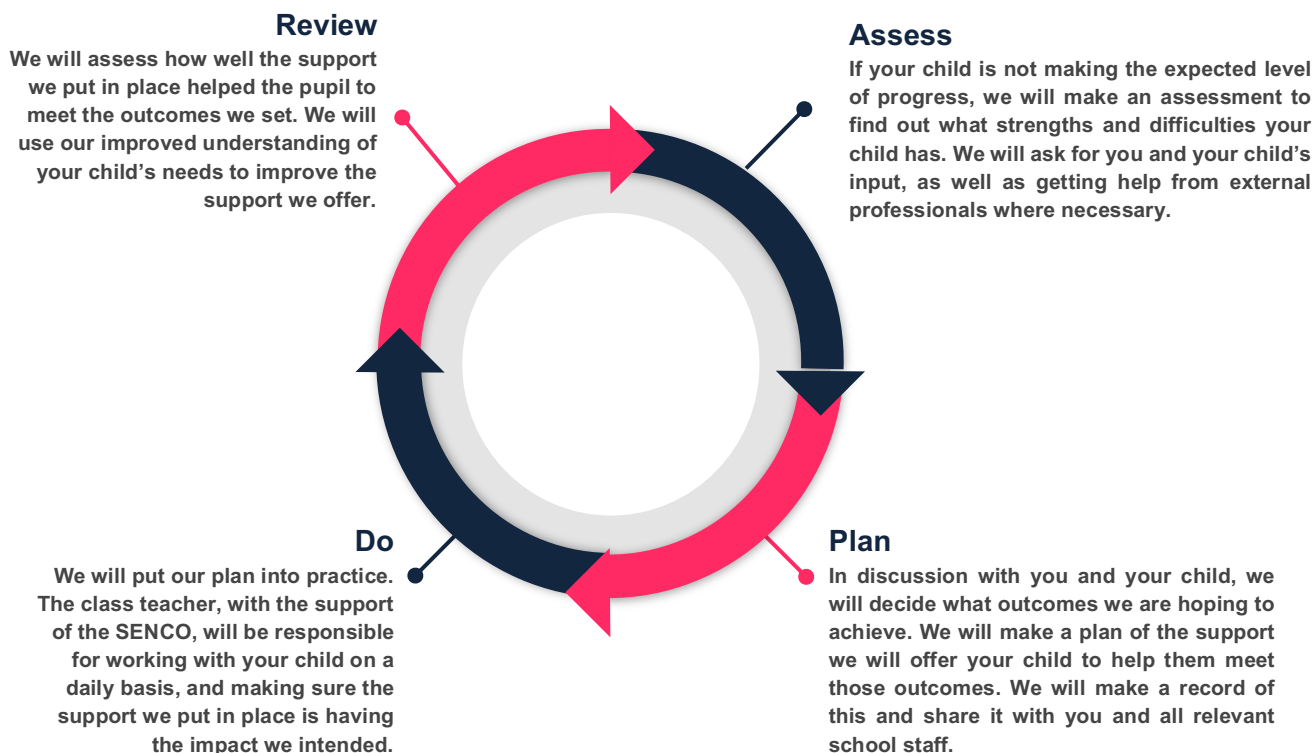 Review
We will assess how well the support
we put in place helped the pupil to
meet the outcomes we set. We will
use our improved understanding of
your child's needs to improve the
support we offer.
Assess
If your child is not making the expected level
of progress, we will make an assessment to
find out what strengths and difficulties your
child has. We will ask for you and your child's
input, as well as getting help from external
professionals where necessary.
Do
We will put our plan into practice.
The class teacher, with the support
of the SENCO, will be responsible
for working with your child on a
daily basis, and making sure the
support we put in place is having
the impact we intended.
Plan
In discussion with you and your child, we
will decide what outcomes we are hoping to
achieve. We will make a plan of the support
we will offer your child to help them meet
those outcomes. We will make a record of
this and share it with you and all relevant
school staff.